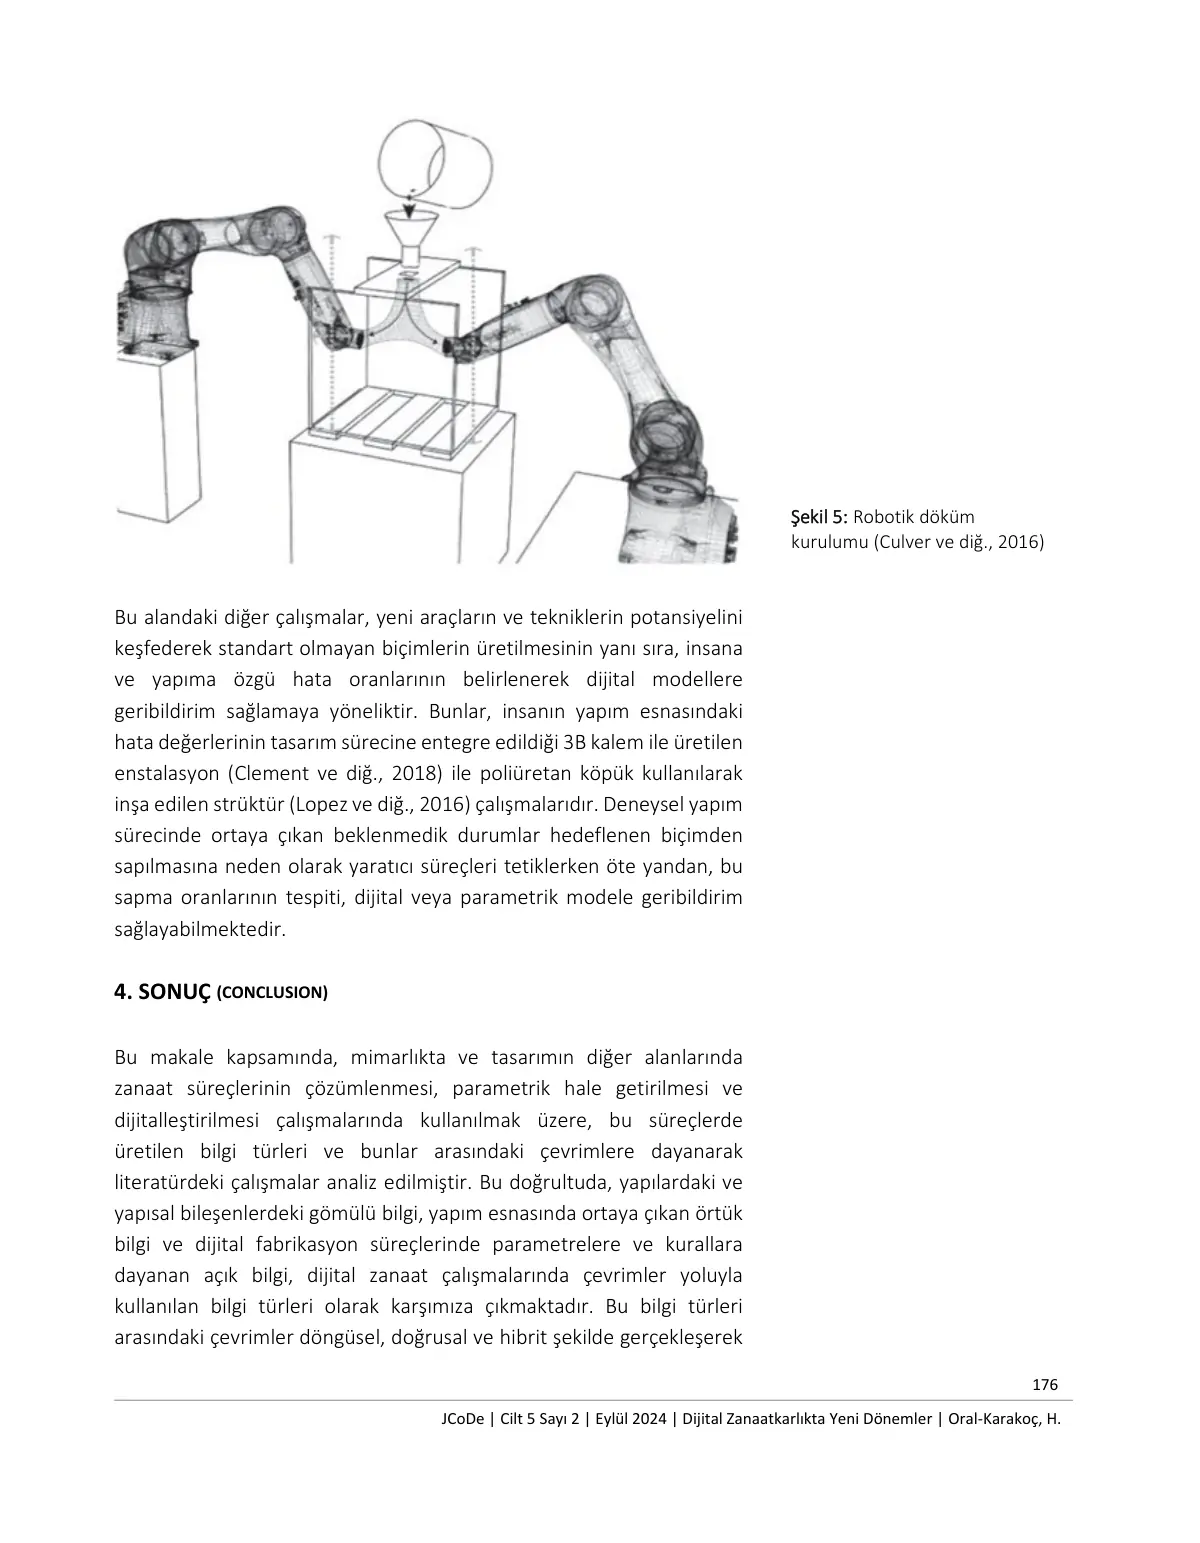 Şekil 5: Robotik döküm
kurulumu (Culver ve diğ., 2016)
Bu alandaki diğer çalışmalar, yeni araçların ve tekniklerin potansiyelini
keşfederek standart olmayan biçimlerin üretilmesinin yanı sıra, insana
ve yapıma özgü hata oranlarının belirlenerek dijital modellere
geribildirim sağlamaya yöneliktir. Bunlar, insanın yapım esnasındaki
hata değerlerinin tasarım sürecine entegre edildiği 3B kalem ile üretilen
enstalasyon (Clement ve diğ., 2018) ile poliüretan köpük kullanılarak
inşa edilen strüktür (Lopez ve diğ., 2016) çalışmalarıdır. Deneysel yapım
sürecinde ortaya çıkan beklenmedik durumlar hedeflenen biçimden
sapılmasına neden olarak yaratıcı süreçleri tetiklerken öte yandan, bu
sapma oranlarının tespiti, dijital veya parametrik modele geribildirim
sağlayabilmektedir.
4. SONUÇ (CONCLUSION)
Bu makale kapsamında, mimarlıkta ve tasarımın diğer alanlarında
zanaat süreçlerinin çözümlenmesi, parametrik hale getirilmesi ve
dijitalleştirilmesi çalışmalarında kullanılmak üzere, bu süreçlerde
üretilen bilgi türleri ve bunlar arasındaki çevrimlere dayanarak
literatürdeki çalışmalar analiz edilmiştir. Bu doğrultuda, yapılardaki ve
yapısal bileşenlerdeki gömülü bilgi, yapım esnasında ortaya çıkan örtük
bilgi ve dijital fabrikasyon süreçlerinde parametrelere ve kurallara
dayanan açık bilgi, dijital zanaat çalışmalarında çevrimler yoluyla
kullanılan bilgi türleri olarak karşımıza çıkmaktadır. Bu bilgi türleri
arasındaki çevrimler döngüsel, doğrusal ve hibrit şekilde gerçekleşerek
176
JCoDe | Cilt 5 Sayı 2 | Eylül 2024 | Dijital Zanaatkarlıkta Yeni Dönemler | Oral-Karakoç, H.